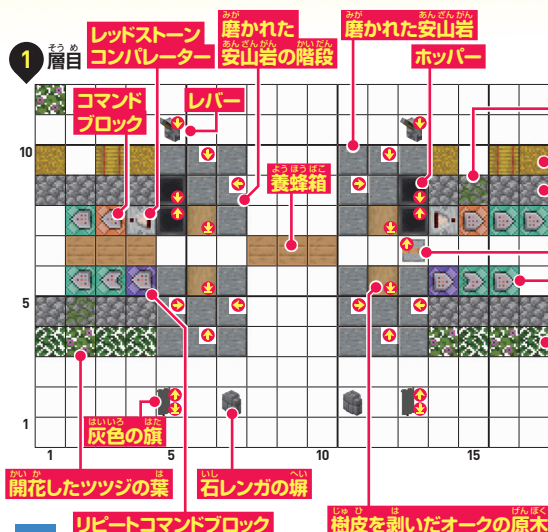 1 層目
そうめ
レッドストーン
コンパレーター
磨かれた
みが
安山岩の階段
あんざんがん かいだん
磨かれた安山岩
みが あんざんがん
ホッパー
コマンド
ブロック
レバー
養蜂箱
ようほうばこ
10
5
1
灰色の旗
はいいろ はた
1 5 10 15
開花したツツジの葉
かいか は
石レンガの塀
いし へい
リピートコマンドブロック
樹皮を剥いだオークの原木
じゅひ は げんぼく